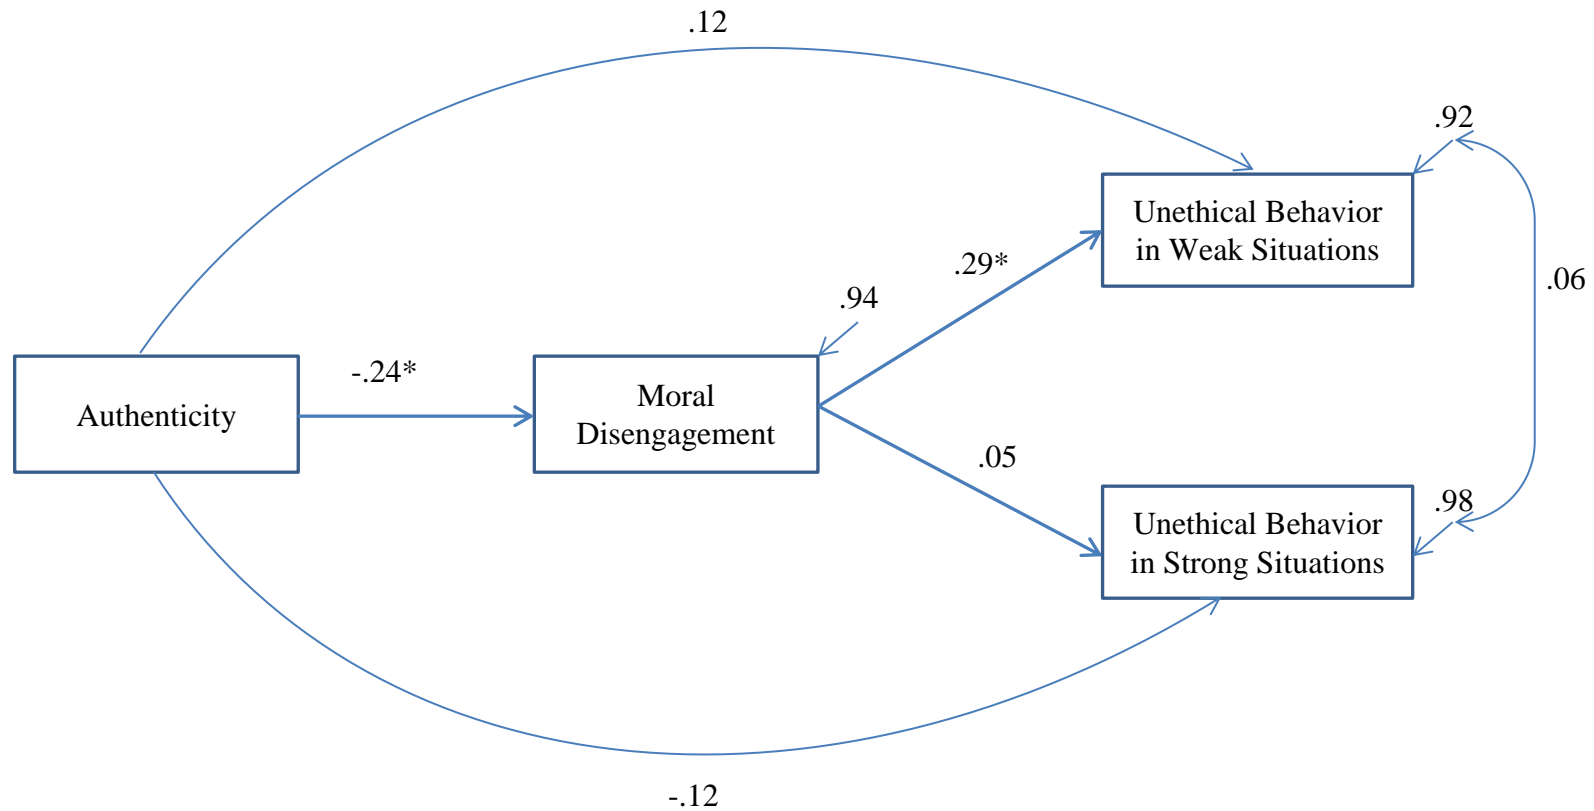 .12
.92
Unethical Behavior
in Weak Situations
.29*
.06
.94
-.24*
Authenticity
Moral
Disengagement
.05
.98
Unethical Behavior
in Strong Situations
-.12